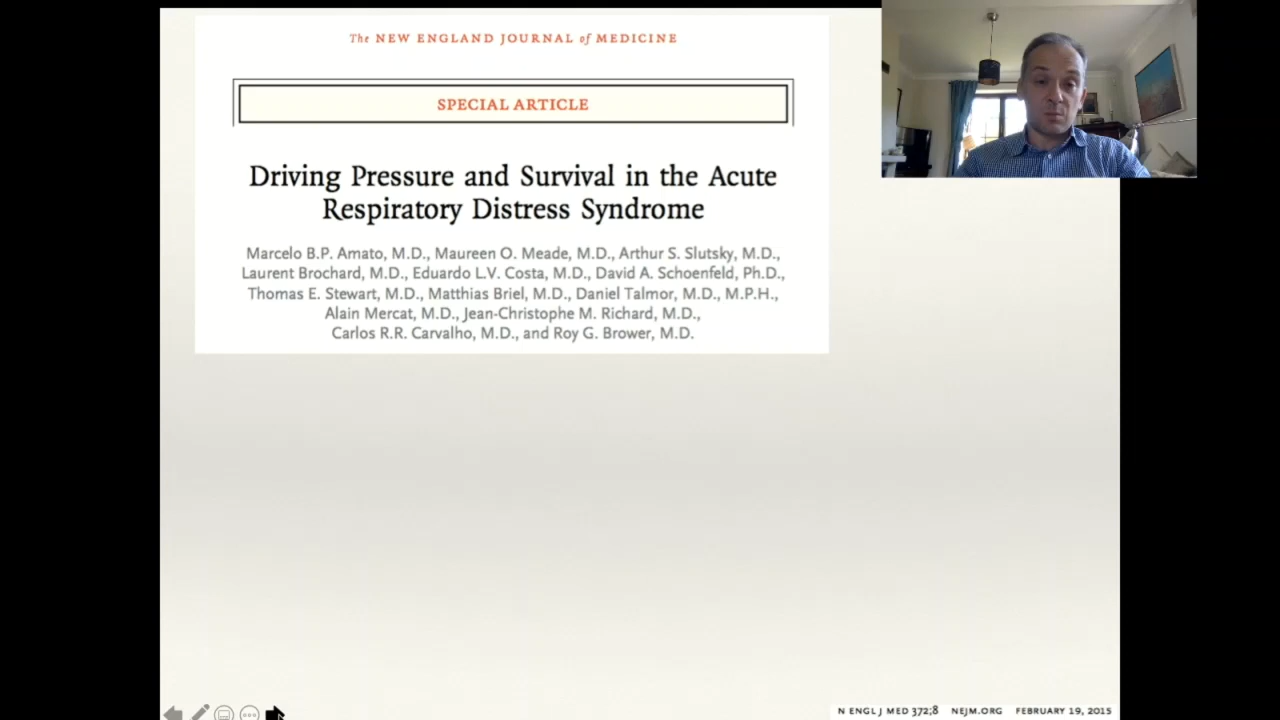 The NEW ENGLAND JOURNAL of MEDICINE
SPECIAL ARTICLE
Driving Pressure and Survival in the Acute
Respiratory Distress Syndrome
Marcelo B.P. Amato, M.D., Maureen O. Meade, M.D., Arthur S. Slutsky, M.D.,
Laurent Brochard, M.D., Eduardo L.V. Costa, M.D., David A. Schoenfeld, Ph.D.,
Thomas E. Stewart, M.D., Matthias Briel, M.D., Daniel Talmor, M.D., M.P.H.,
Alain Mercat, M.D., Jean-Christophe M. Richard, M.D.,
Carlos R.R. Carvalho, M.D., and Roy G. Brower, M.D.
N ENGL J MED 372;8 NEJM.ORG FEBRUARY 19, 2015